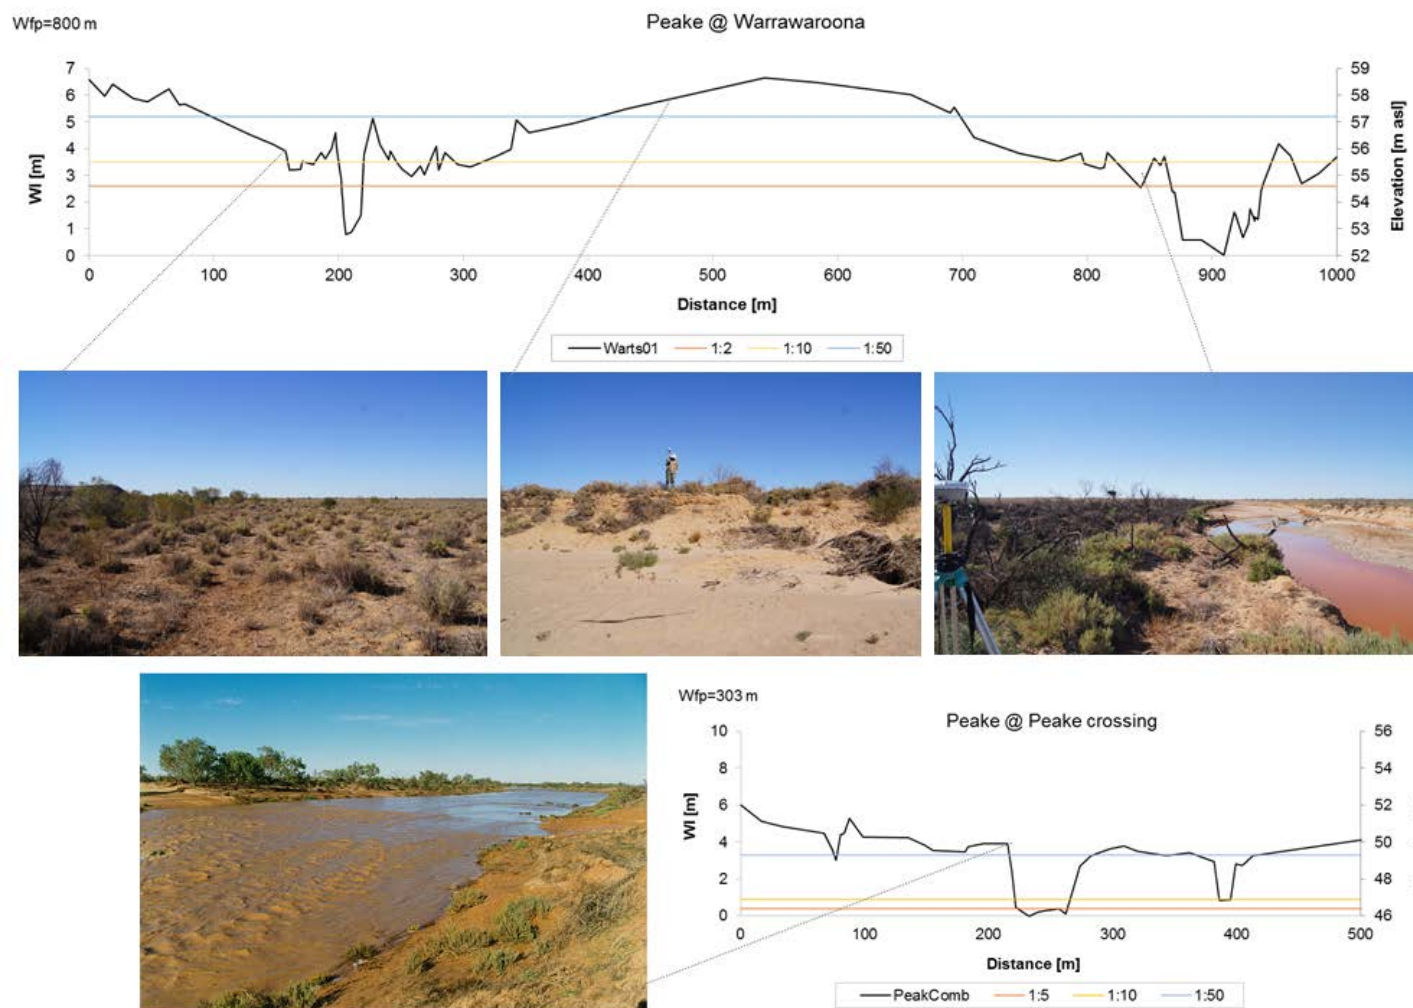 Wfp=800 m
Peake @ Warrawaroona
7
6
5
4
3
2
1
0
Wl [m]
59
58
57
56
55
54
53
52
Elevation [m asl]
0 100 200 300 400 500 600 700 800 900 1000
Distance [m]
Warts01 1:2 1:10 1:50
Wfp=303 m
Peake @ Peake crossing
10
8
6
4
2
0
Wl [m]
56
54
52
50
48
46
0 100 200 300 400 500
Distance [m]
PeakComb 1:5 1:10 1:50